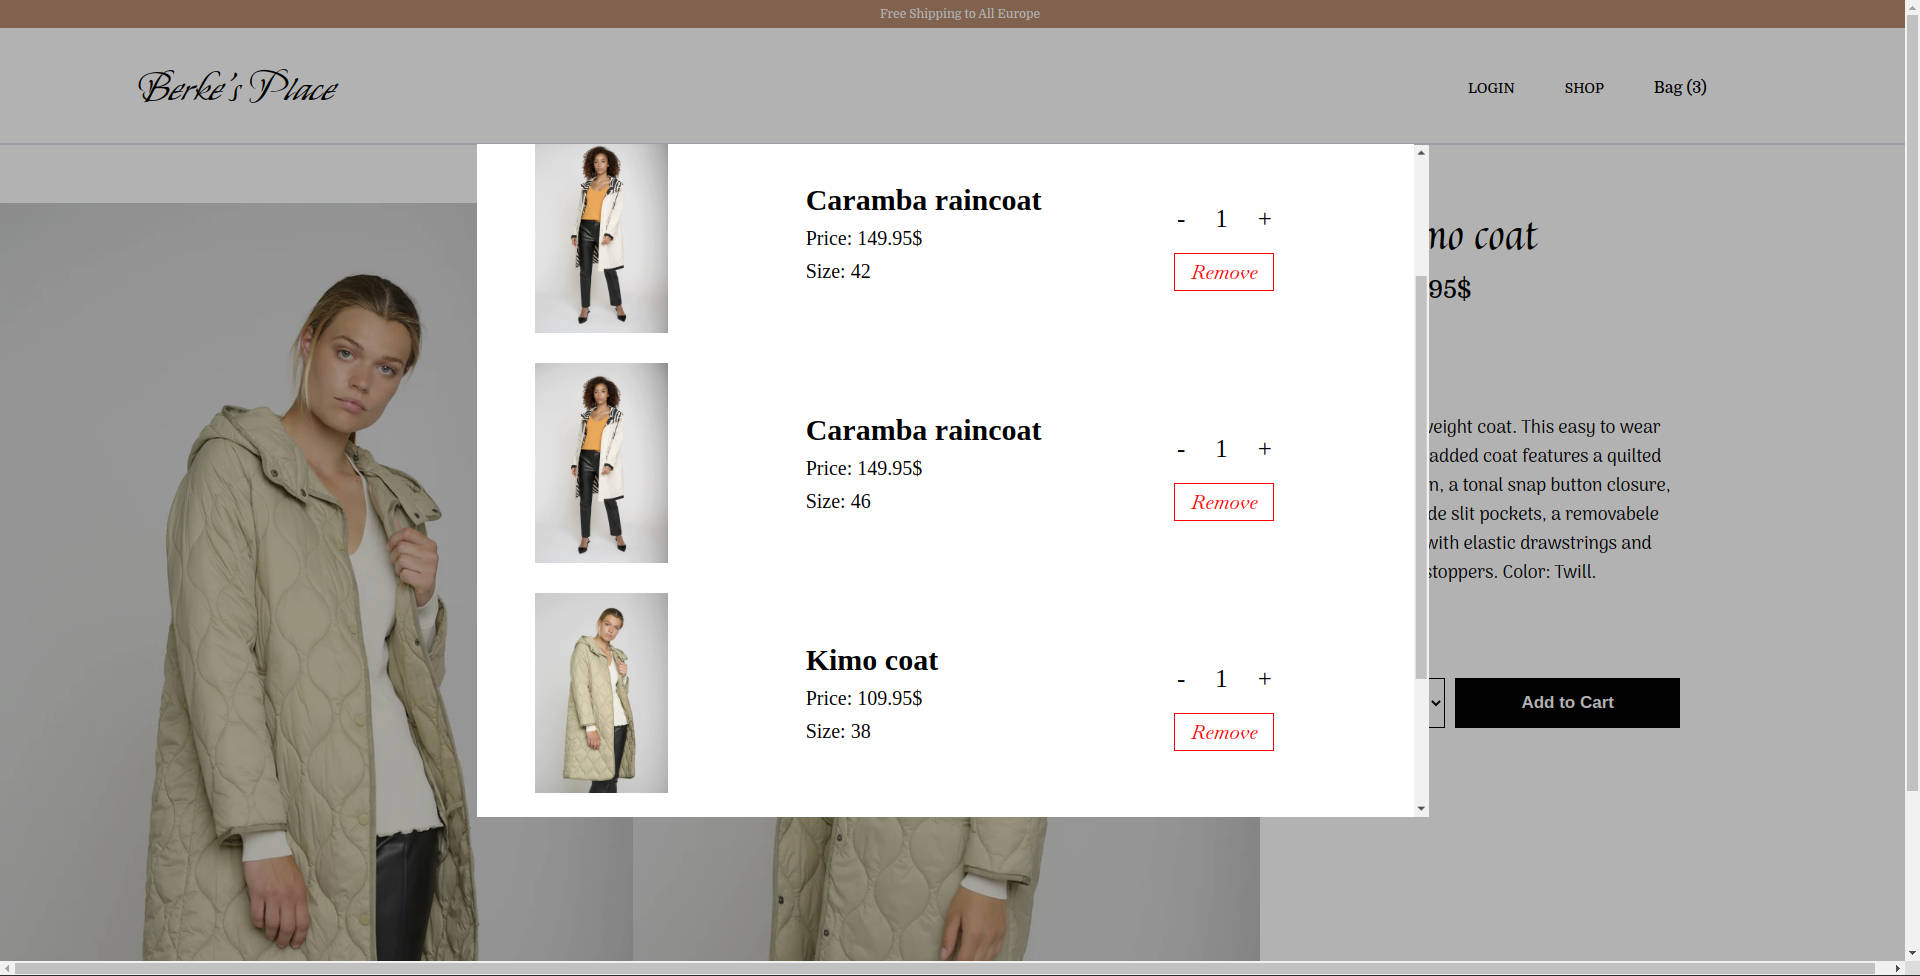 Free Shipping to All Europe
Berke's Place
LOGIN
SHOP
Bag (3)
Caramba raincoat
Price: 149.95$
Size: 42
- 1 +
Remove
Caramba raincoat
Price: 149.95$
Size: 46
- 1 +
Remove
Kimo coat
Price: 109.95$
Size: 38
- 1 +
Remove
mo coat
95$
weight coat. This easy to wear
added coat features a quilted
n, a tonal snap button closure,
de slit pockets, a removabele
with elastic drawstrings and
stoppers. Color: Twill.
Add to Cart